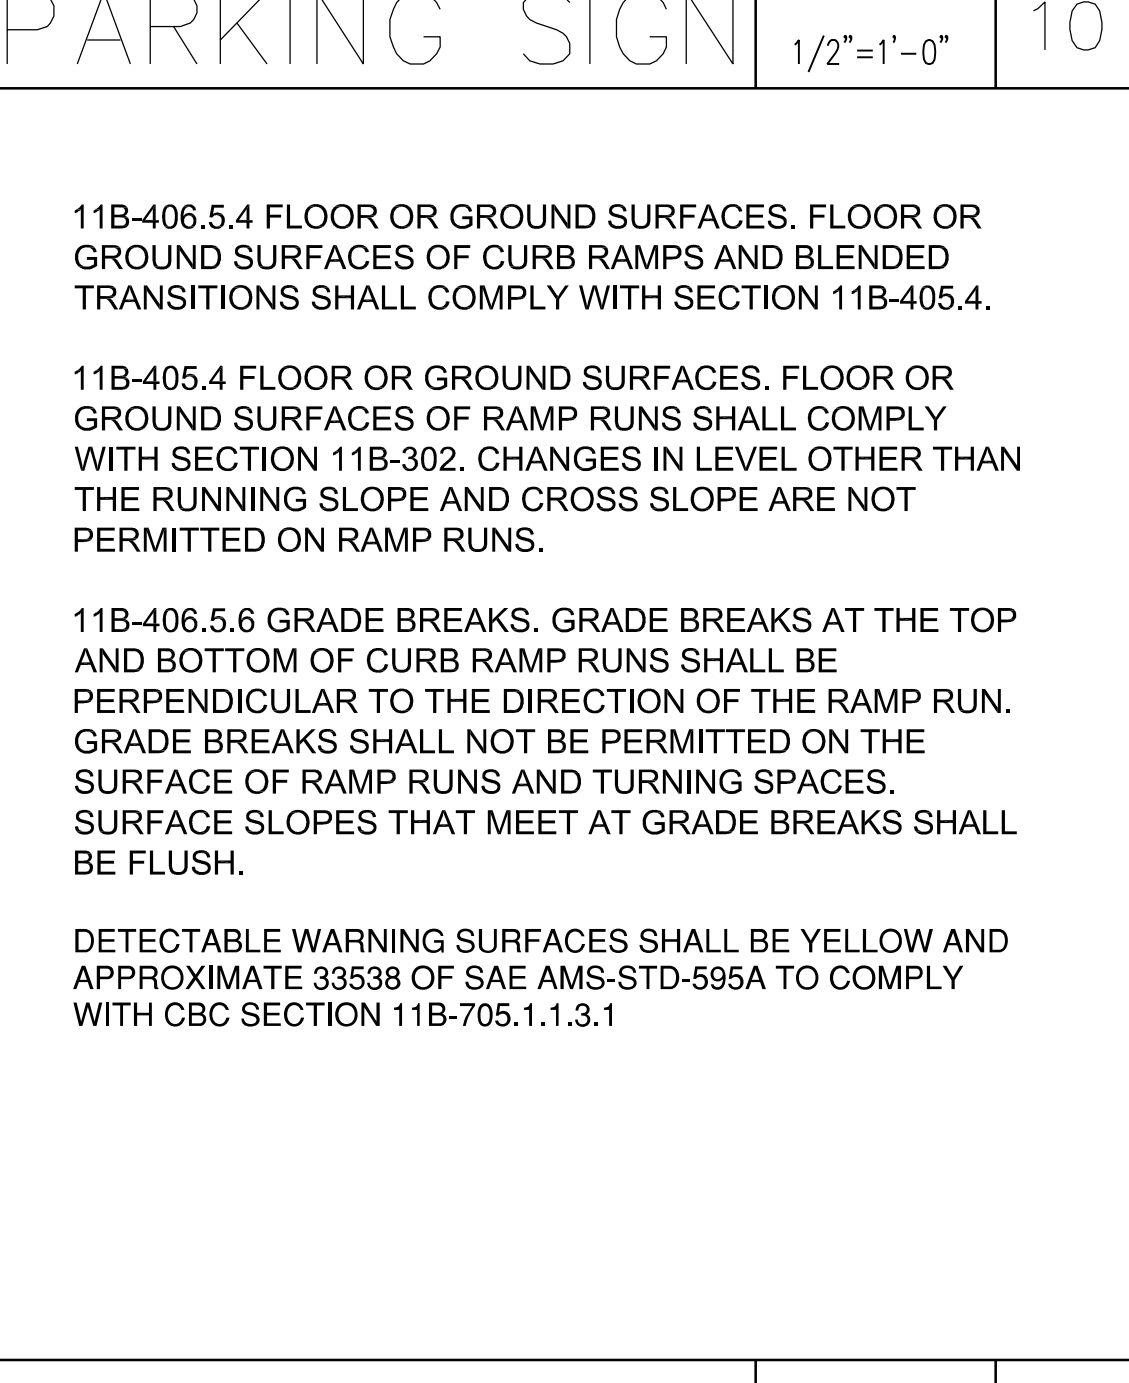 PARKING SIGN
1/2"=1'-0"
10
11B-406.5.4 FLOOR OR GROUND SURFACES. FLOOR OR
GROUND SURFACES OF CURB RAMPS AND BLENDED
TRANSITIONS SHALL COMPLY WITH SECTION 11B-405.4.
11B-405.4 FLOOR OR GROUND SURFACES. FLOOR OR
GROUND SURFACES OF RAMP RUNS SHALL COMPLY
WITH SECTION 11B-302. CHANGES IN LEVEL OTHER THAN
THE RUNNING SLOPE AND CROSS SLOPE ARE NOT
PERMITTED ON RAMP RUNS.
11B-406.5.6 GRADE BREAKS. GRADE BREAKS AT THE TOP
AND BOTTOM OF CURB RAMP RUNS SHALL BE
PERPENDICULAR TO THE DIRECTION OF THE RAMP RUN.
GRADE BREAKS SHALL NOT BE PERMITTED ON THE
SURFACE OF RAMP RUNS AND TURNING SPACES.
SURFACE SLOPES THAT MEET AT GRADE BREAKS SHALL
BE FLUSH.
DETECTABLE WARNING SURFACES SHALL BE YELLOW AND
APPROXIMATE 33538 OF SAE AMS-STD-595A TO COMPLY
WITH CBC SECTION 11B-705.1.1.3.1